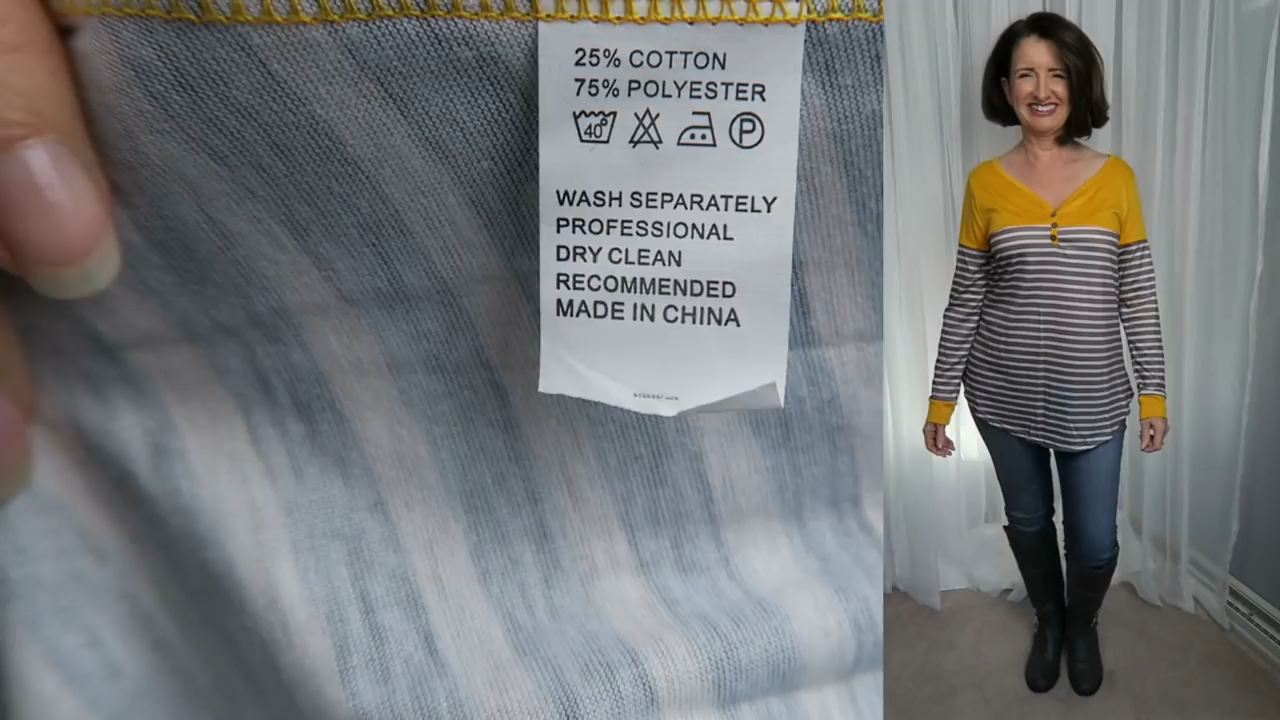 25% COTTON
75% POLYESTER
40° P
WASH SEPARATELY
PROFESSIONAL
DRY CLEAN
RECOMMENDED
MADE IN CHINA